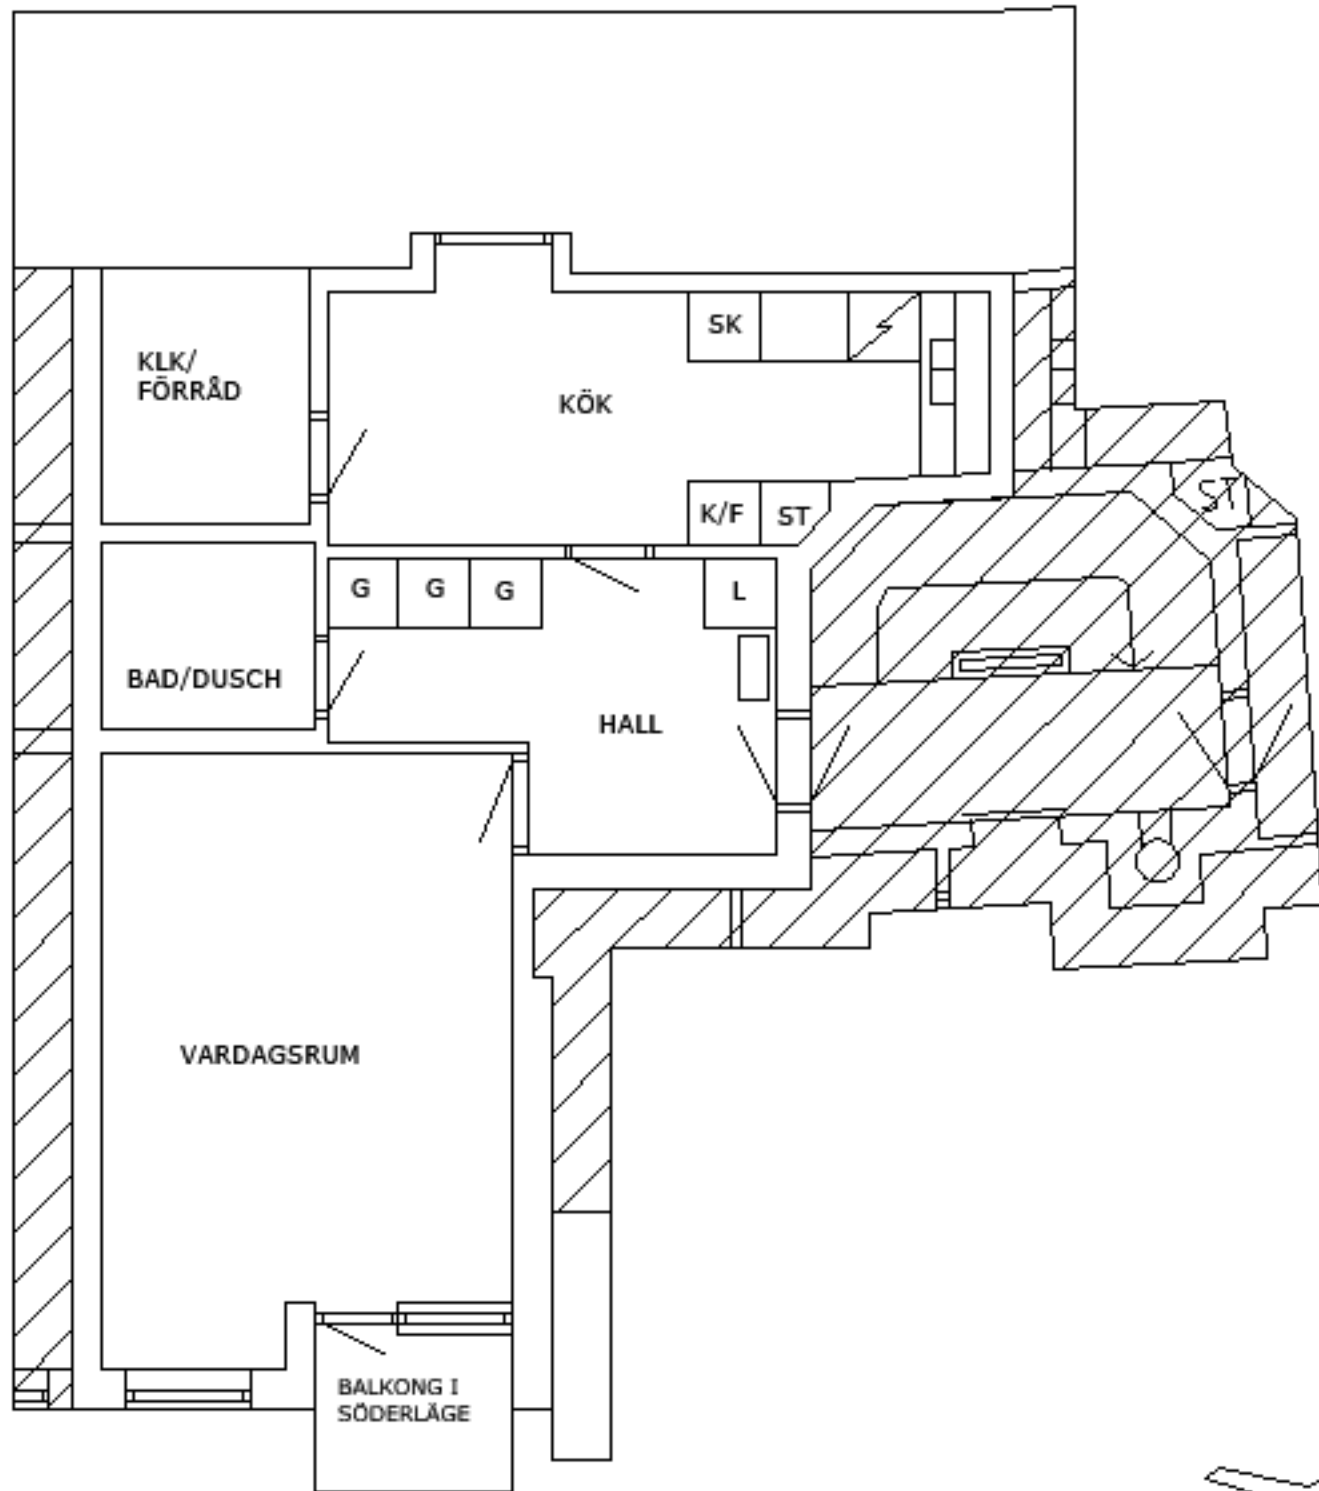 SK
KLK/
FÖRRÅD
KÖK
ST
K/F
ST
G
G
G
L
BAD/DUSCH
HALL
VARDAGSRUM
BALKONG I
SÖDERLÄGE